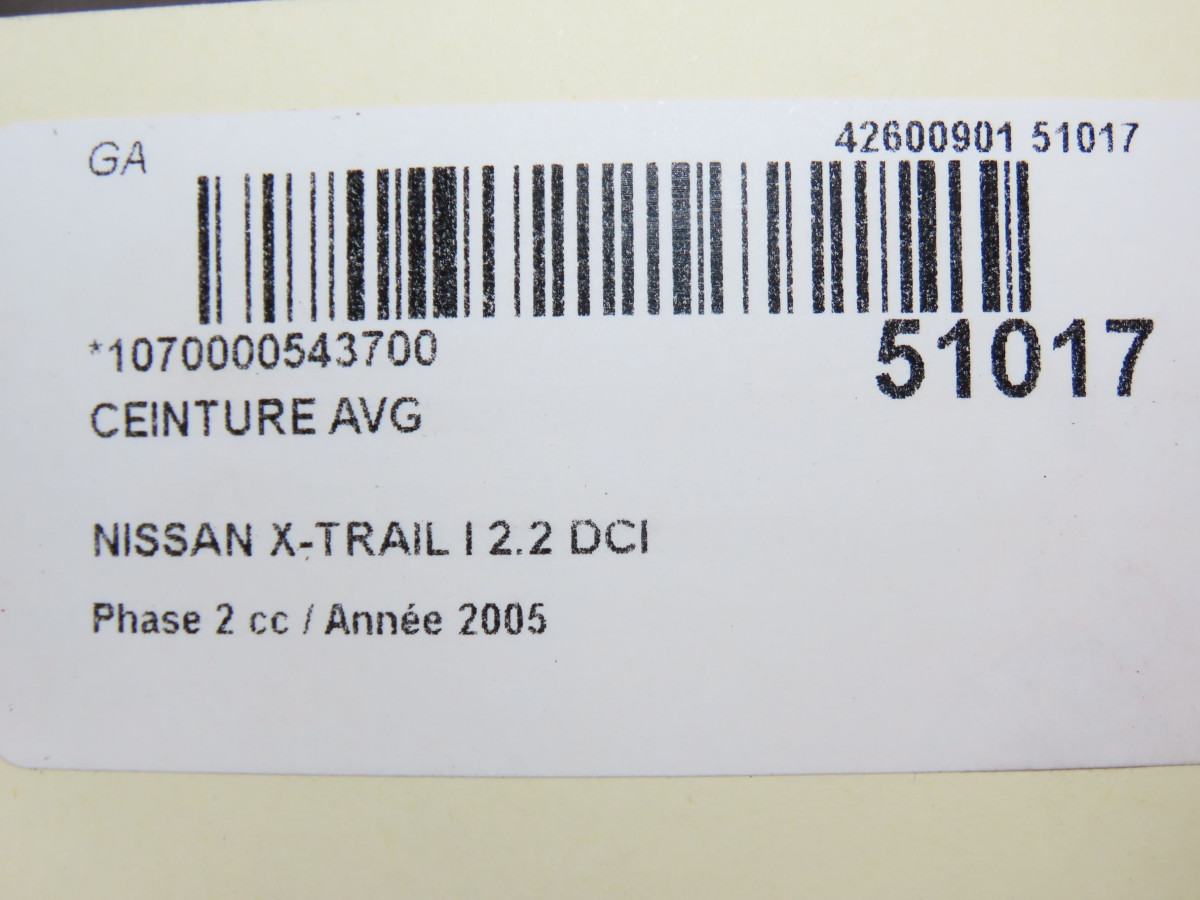 GA
42600901 51017
*1070000543700
51017
CEINTURE AVG
NISSAN X-TRAIL I 2.2 DCI
Phase 2 cc / Année 2005